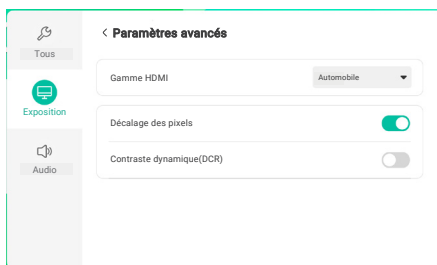 Tous
Exposition
Audio
Paramètres avancés
Gamme HDMI
Automobile
Décalage des pixels
Contraste dynamique(DCR)